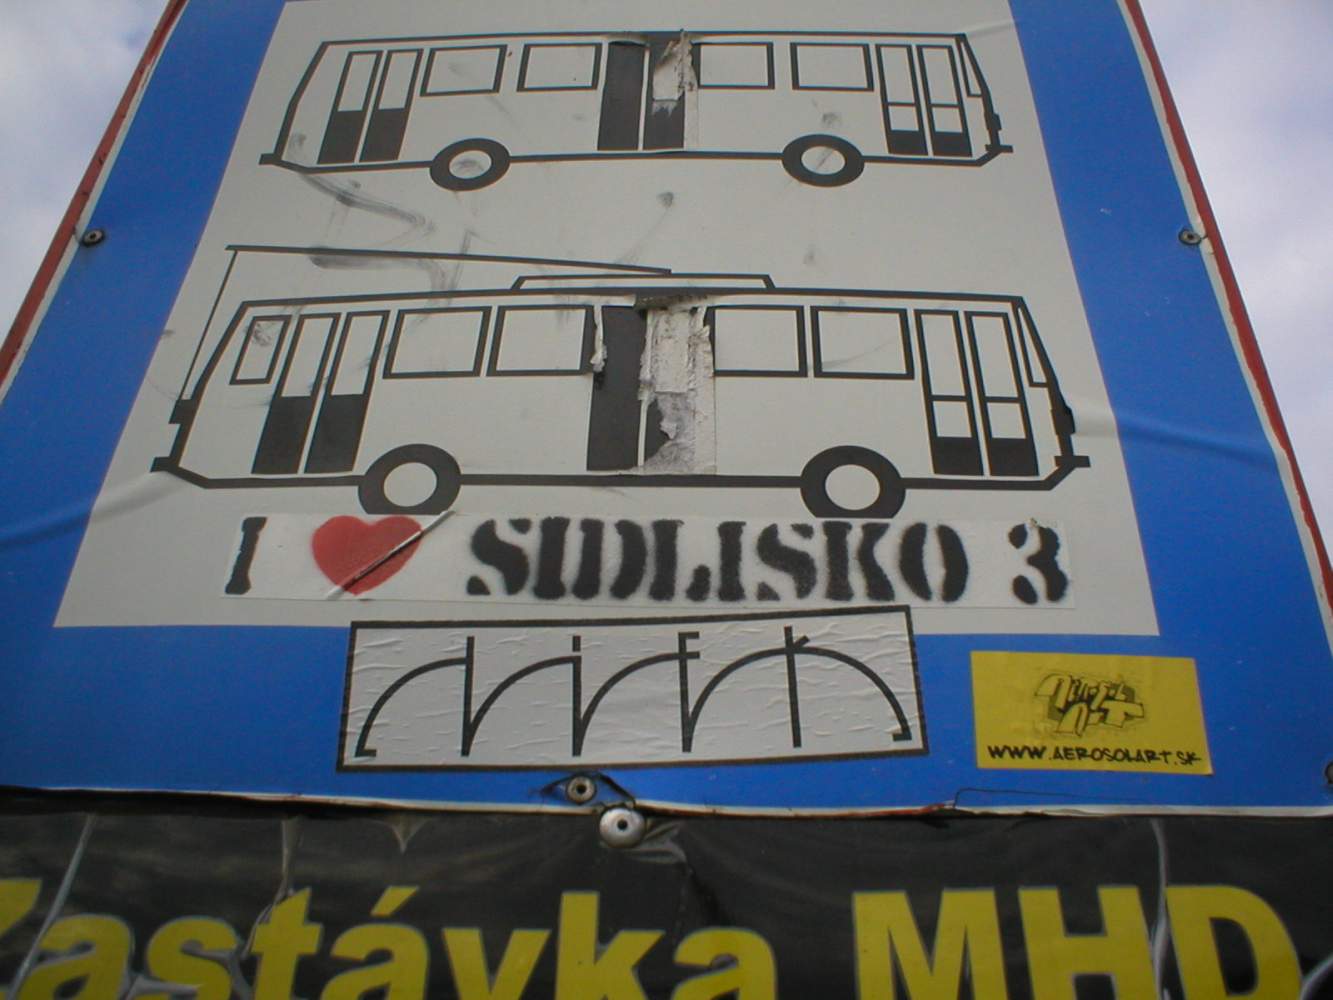 I SIDLISKO 3
WWW.AEROSOLART.SK
Zastávka MHD